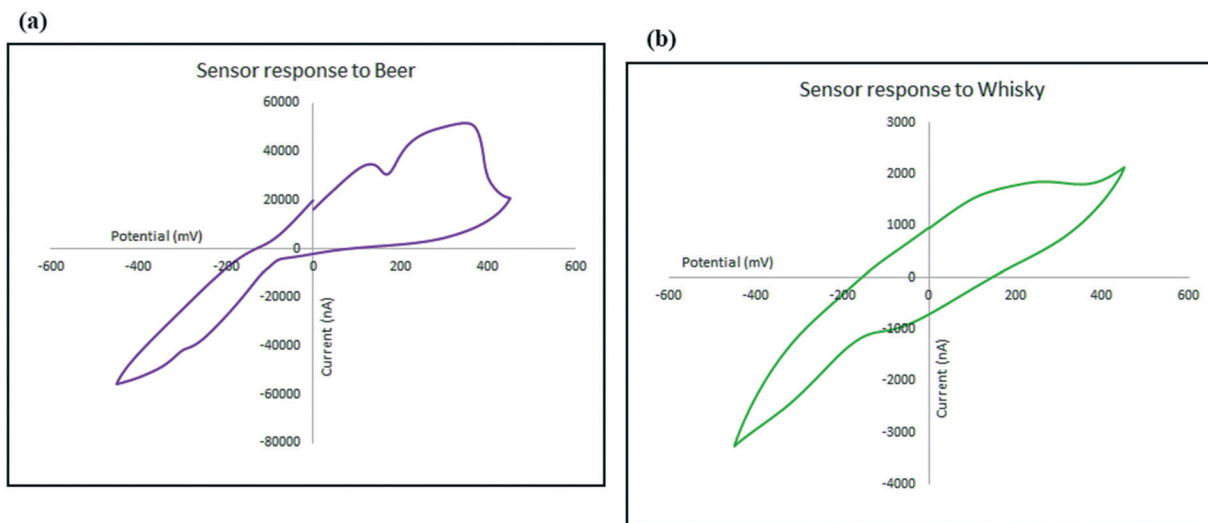 (a)
Sensor response to Beer
60000
40000
20000
Potential (mV)
0
-600 -400 -200 0 200 400 600
-20000
-40000
-60000
-80000
Current (nA)
(b)
Sensor response to Whisky
3000
2000
1000
Potential (mV)
0
-600 -400 -200 0 200 400 600
-1000
-2000
-3000
-4000
Current (nA)